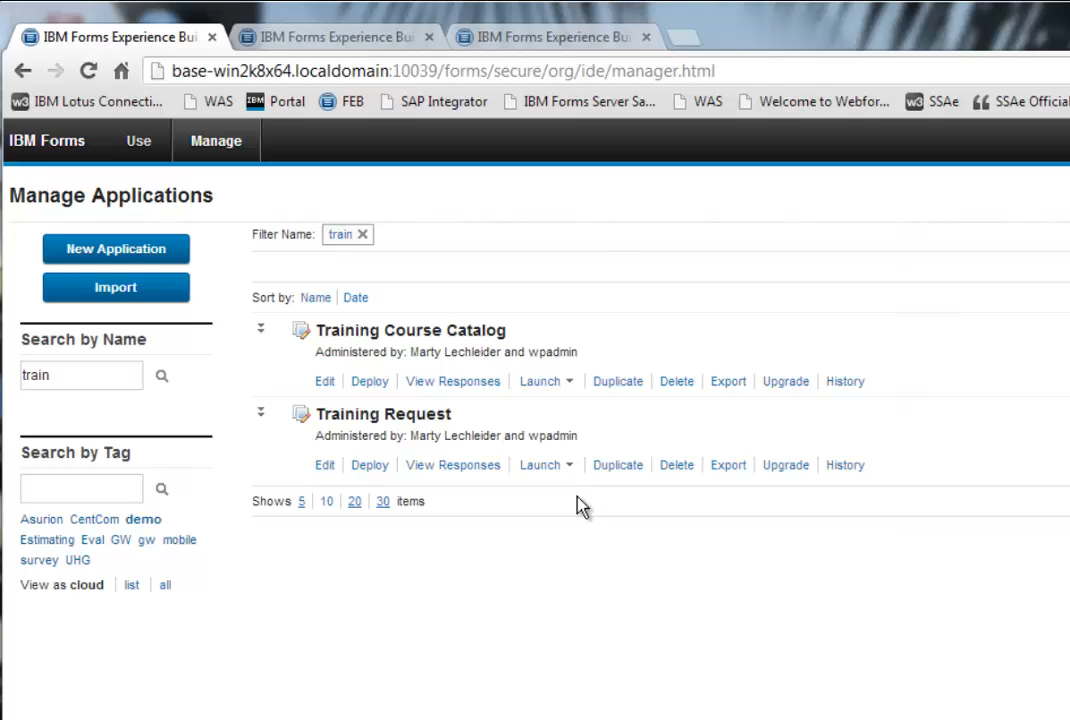 IBM Forms Experience Bui IBM Forms Experience Bui IBM Forms Experience Bui
base-win2k8x64.localdomain:10039/forms/secure/org/ide/manager.html
w3 IBM Lotus Connecti... WAS IBM Portal FEB SAP Integrator IBM Forms Server Sa... WAS Welcome to Webfor... w3 SSAe SSAe Official
IBM Forms Use Manage
Manage Applications
New Application
Import
Search by Name
train
Search by Tag
Asurion CentCom demo
Estimating Eval GW gw mobile
survey UHG
View as cloud list all
Filter Name: train
Sort by: Name Date
Training Course Catalog
Administered by: Marty Lechleider and wpadmin
Edit Deploy View Responses Launch Duplicate Delete Export Upgrade History
Training Request
Administered by: Marty Lechleider and wpadmin
Edit Deploy View Responses Launch Duplicate Delete Export Upgrade History
Shows 5 10 20 30 items